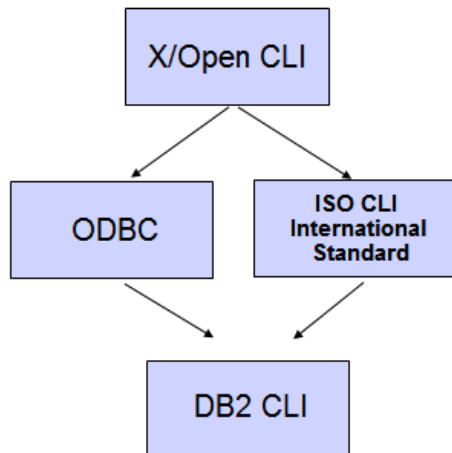 X/Open CLI
ODBC
ISO CLI
International
Standard
DB2 CLI